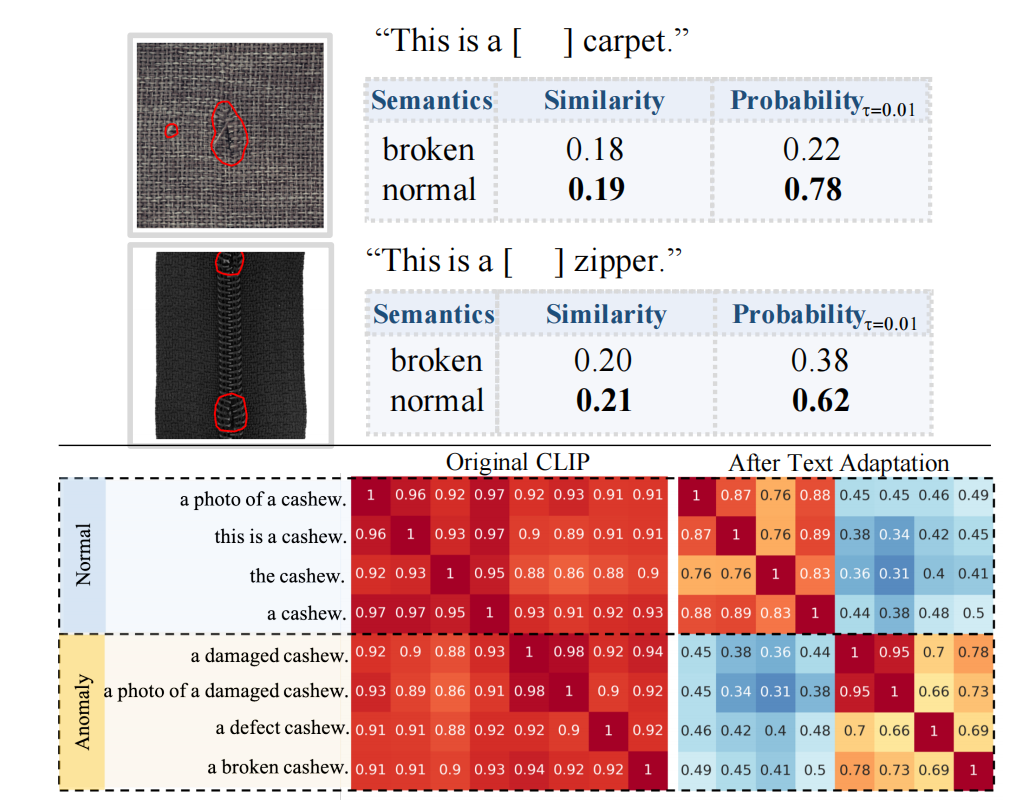 “This is a [ ] carpet.”
Semantics Similarity Probability τ=0.01
broken 0.18 0.22
normal 0.19 0.78
“This is a [ ] zipper.”
Semantics Similarity Probability τ=0.01
broken 0.20 0.38
normal 0.21 0.62
Original CLIP After Text Adaptation
Normal
a photo of a cashew. 1 0.96 0.92 0.97 0.92 0.93 0.91 0.91 1 0.87 0.76 0.88 0.45 0.45 0.46 0.49
this is a cashew. 0.96 1 0.93 0.97 0.9 0.89 0.91 0.91 0.87 1 0.76 0.89 0.38 0.34 0.42 0.45
the cashew. 0.92 0.93 1 0.95 0.88 0.86 0.88 0.9 0.76 0.76 1 0.83 0.36 0.31 0.4 0.41
a cashew. 0.97 0.97 0.95 1 0.93 0.91 0.92 0.93 0.88 0.89 0.83 1 0.44 0.38 0.48 0.5
Anomaly
a damaged cashew. 0.92 0.9 0.88 0.93 1 0.98 0.92 0.94 0.45 0.38 0.36 0.44 1 0.95 0.7 0.78
a photo of a damaged cashew. 0.93 0.89 0.86 0.91 0.98 1 0.9 0.92 0.45 0.34 0.31 0.38 0.95 1 0.66 0.73
a defect cashew. 0.91 0.91 0.88 0.92 0.92 0.9 1 0.92 0.46 0.42 0.4 0.48 0.7 0.66 1 0.69
a broken cashew. 0.91 0.91 0.9 0.93 0.94 0.92 0.92 1 0.49 0.45 0.41 0.5 0.78 0.73 0.69 1